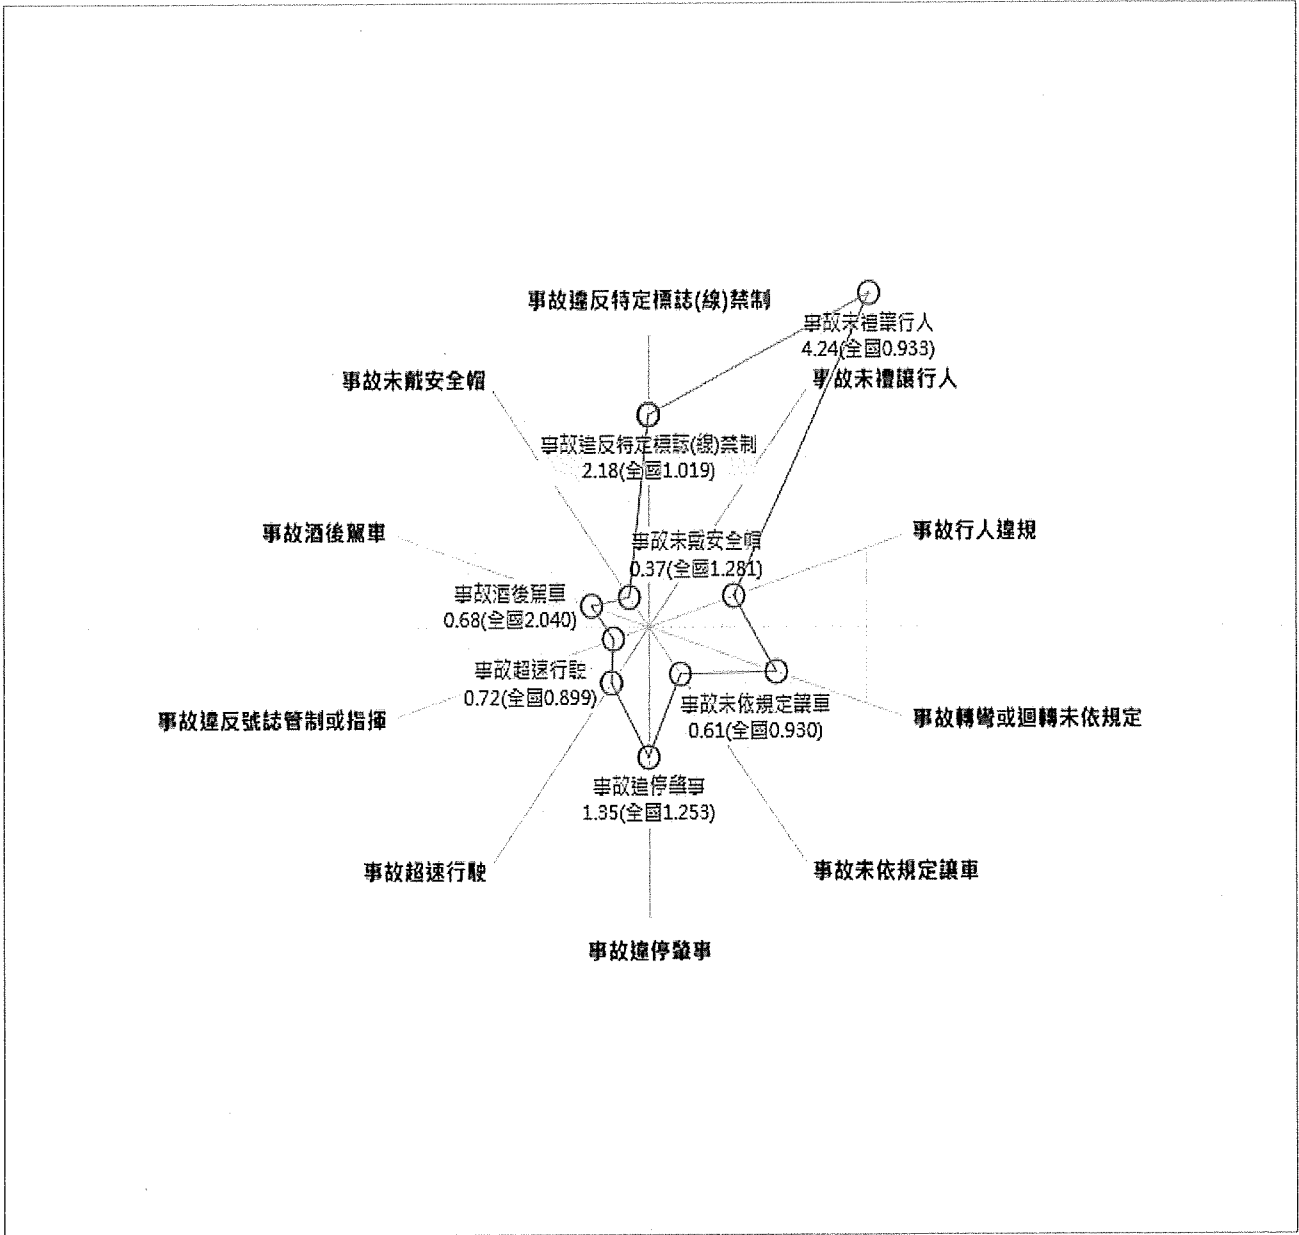 事故違反特定標誌(線)禁制
事故未禮讓行人
4.24(全國0.933)
事故未戴安全帽
事故未禮讓行人
事故違反特定標誌(線)禁制
2.18(全國1.019)
事故酒後駕車
事故行人違規
事故未戴安全帽
0.37(全國1.281)
事故酒後駕車
0.68(全國2.040)
事故超速行駛
0.72(全國0.899)
事故未依規定讓車
0.61(全國0.930)
事故違反號誌管制或指揮
事故轉彎或迴轉未依規定
事故違停肇事
1.35(全國1.253)
事故超速行駛
事故未依規定讓車
事故違停肇事